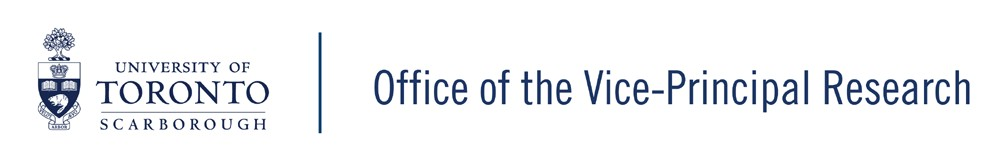 UNIVERSITY OF
TORONTO
SCARBOROUGH
Office of the Vice-Principal Research